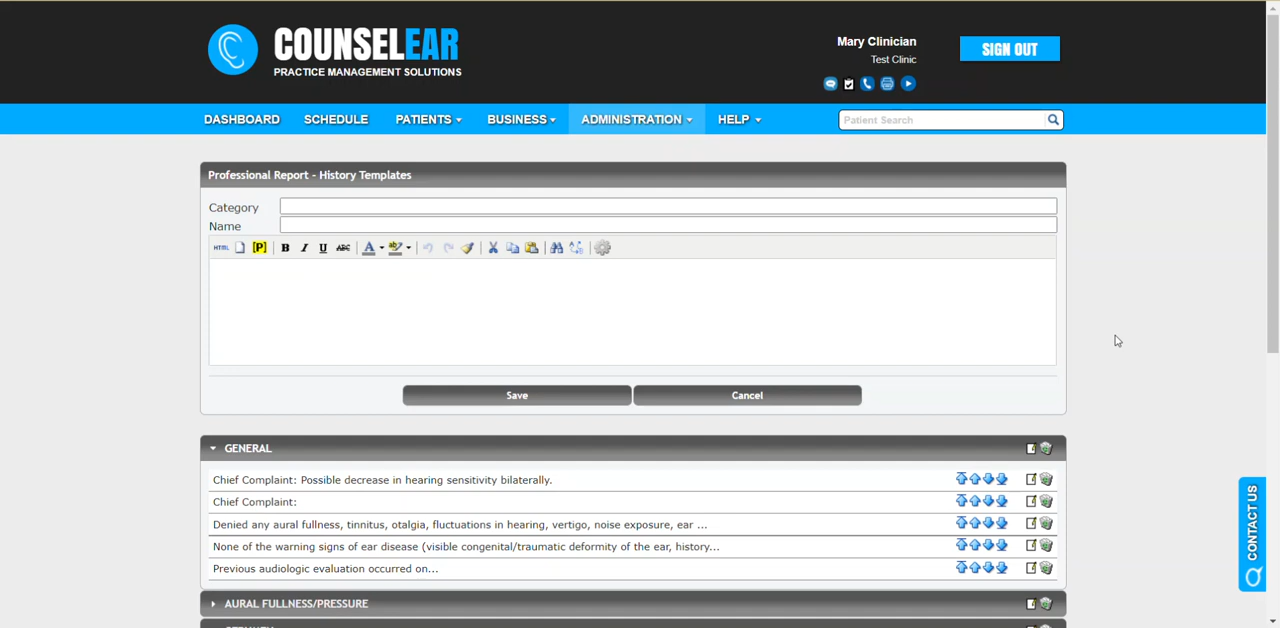 COUNSELEAR
PRACTICE MANAGEMENT SOLUTIONS
Mary Clinician
Test Clinic
SIGN OUT
DASHBOARD SCHEDULE PATIENTS BUSINESS ADMINISTRATION HELP Patient Search
Professional Report - History Templates
Category
Name
HTML [P] B I U ABC A ab
Save Cancel
GENERAL
Chief Complaint: Possible decrease in hearing sensitivity bilaterally.
Chief Complaint:
Denied any aural fullness, tinnitus, otalgia, fluctuations in hearing, vertigo, noise exposure, ear ...
None of the warning signs of ear disease (visible congenital/traumatic deformity of the ear, history...
Previous audiologic evaluation occurred on...
AURAL FULLNESS/PRESSURE
CONTACT US